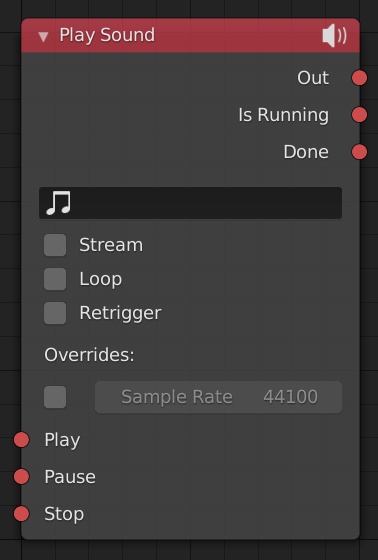 Play Sound
Out
Is Running
Done
Stream
Loop
Retrigger
Overrides:
Sample Rate 44100
Play
Pause
Stop